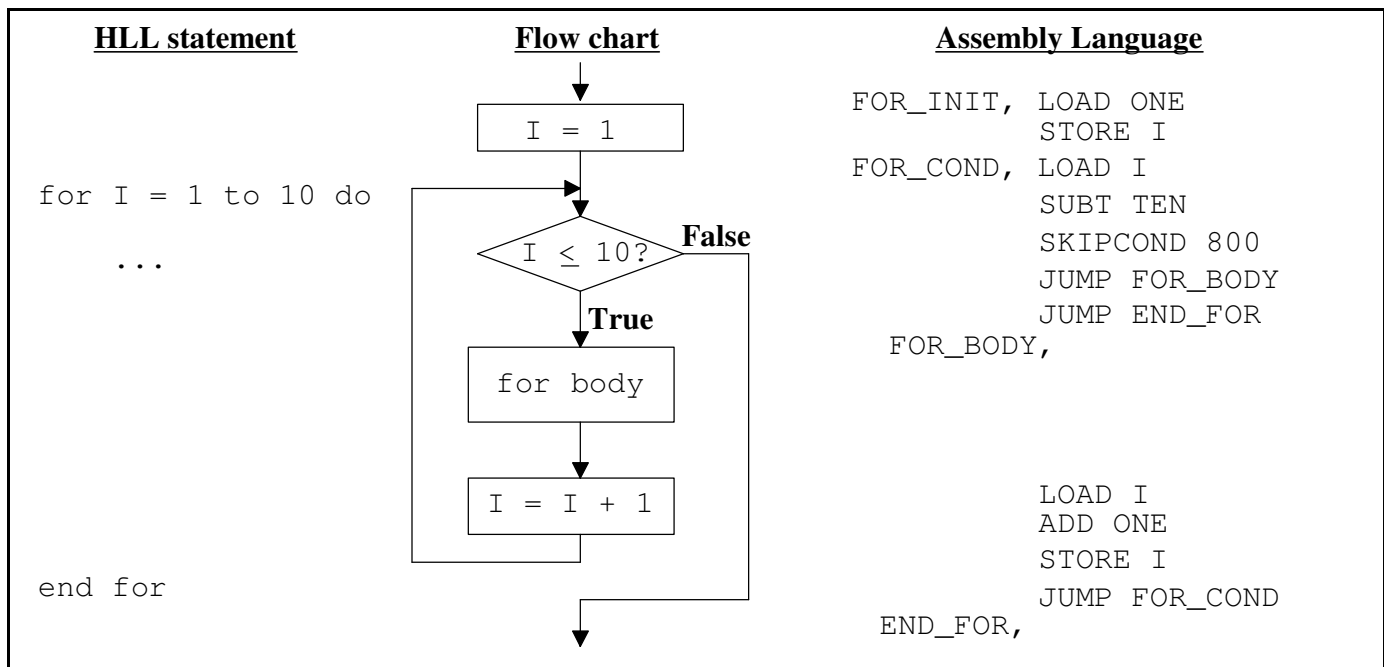 HLL statement
for I = 1 to 10 do
...
end for
Flow chart
I = 1
I ≤ 10?
False
True
for body
I = I + 1
Assembly Language
FOR_INIT, LOAD ONE
STORE I
FOR_COND, LOAD I
SUBT TEN
SKIPCOND 800
JUMP FOR_BODY
JUMP END_FOR
FOR_BODY,
LOAD I
ADD ONE
STORE I
JUMP FOR_COND
END_FOR,